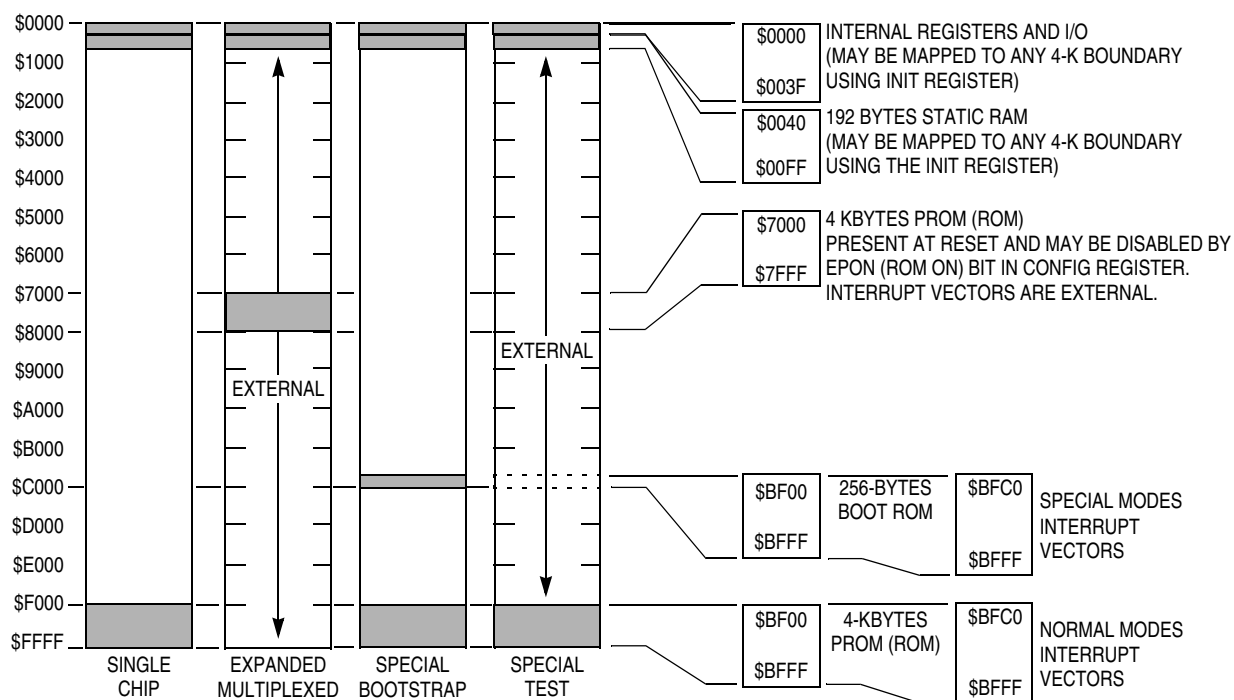 $0000
$1000
$2000
$3000
$4000
$5000
$6000
$7000
$8000
$9000
$A000
$B000
$C000
$D000
$E000
$F000
$FFFF
EXTERNAL
EXTERNAL
SINGLE
CHIP
EXPANDED
MULTIPLEXED
SPECIAL
BOOTSTRAP
SPECIAL
TEST
$0000
$003F
INTERNAL REGISTERS AND I/O
(MAY BE MAPPED TO ANY 4-K BOUNDARY
USING INIT REGISTER)
$0040
$00FF
192 BYTES STATIC RAM
(MAY BE MAPPED TO ANY 4-K BOUNDARY
USING THE INIT REGISTER)
$7000
$7FFF
4 KBYTES PROM (ROM)
PRESENT AT RESET AND MAY BE DISABLED BY
EPON (ROM ON) BIT IN CONFIG REGISTER.
INTERRUPT VECTORS ARE EXTERNAL.
$BF00
$BFFF
256-BYTES
BOOT ROM
$BFC0
$BFFF
SPECIAL MODES
INTERRUPT
VECTORS
$BF00
$BFFF
4-KBYTES
PROM (ROM)
$BFC0
$BFFF
NORMAL MODES
INTERRUPT
VECTORS